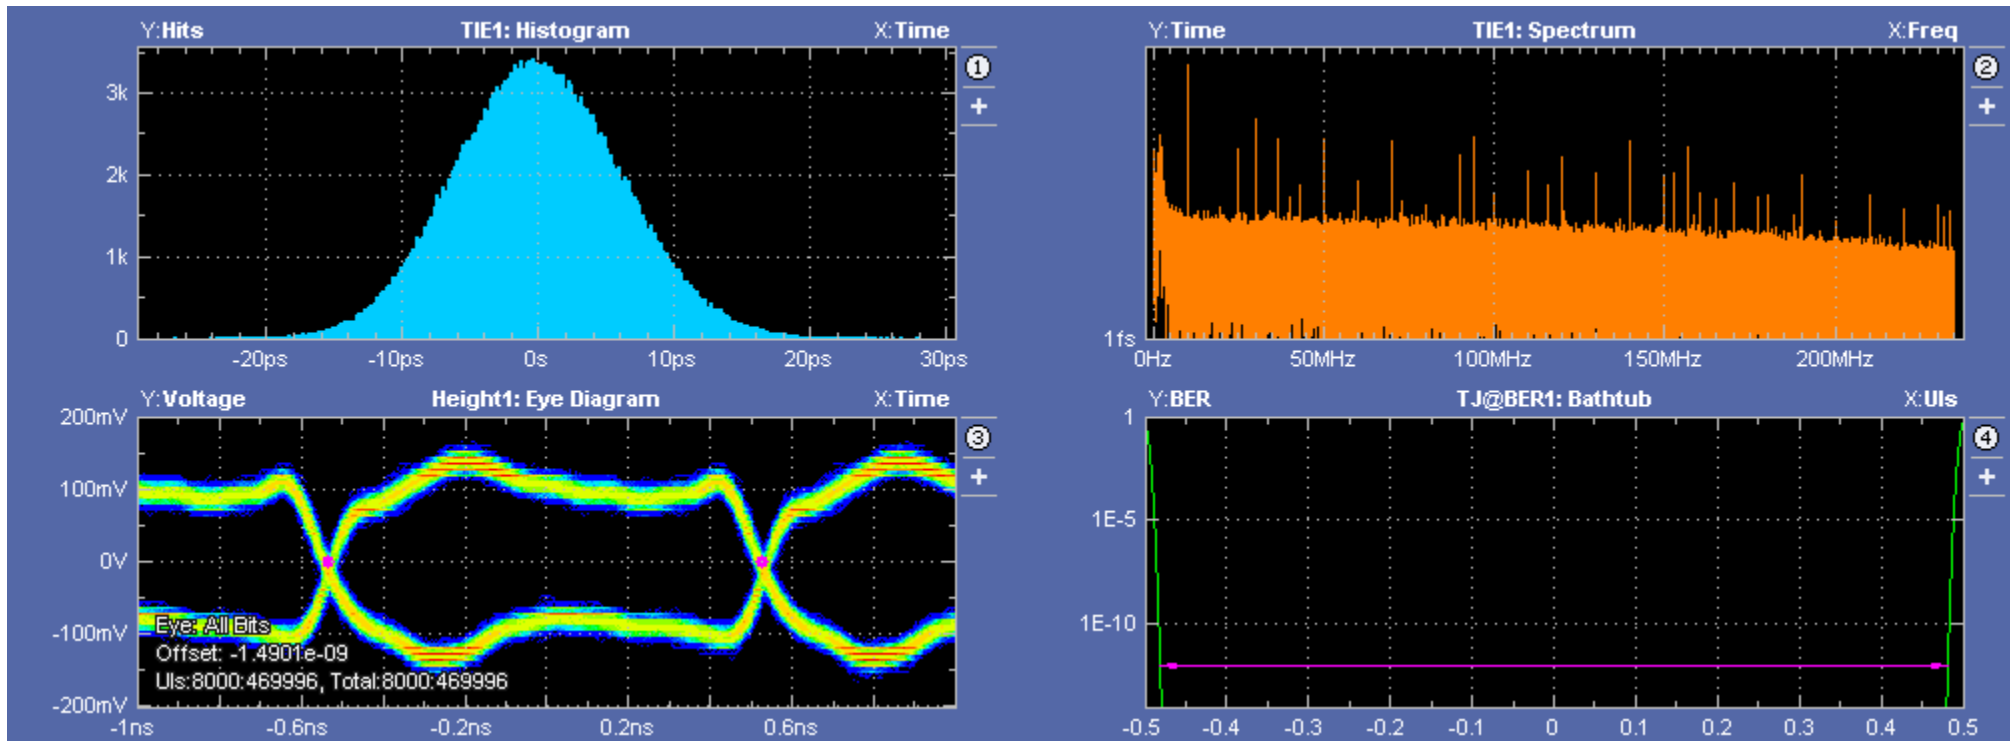 Y:Hits TIE1: Histogram X:Time
1
+
3k
2k
1k
0
-20ps -10ps 0s 10ps 20ps 30ps
Y:Time TIE1: Spectrum X:Freq
2
+
1fs
0Hz 50MHz 100MHz 150MHz 200MHz
Y:Voltage Height1: Eye Diagram X:Time
3
+
200mV
100mV
0V
-100mV
-200mV
Eye: All Bits
Offset: -1.4901e-09
UIs:8000:469996, Total:8000:469996
-1ns -0.6ns -0.2ns 0.2ns 0.6ns
Y:BER TJ@BER1: Bathtub X:UIs
4
+
1
1E-5
1E-10
-0.5 -0.4 -0.3 -0.2 -0.1 0 0.1 0.2 0.3 0.4 0.5